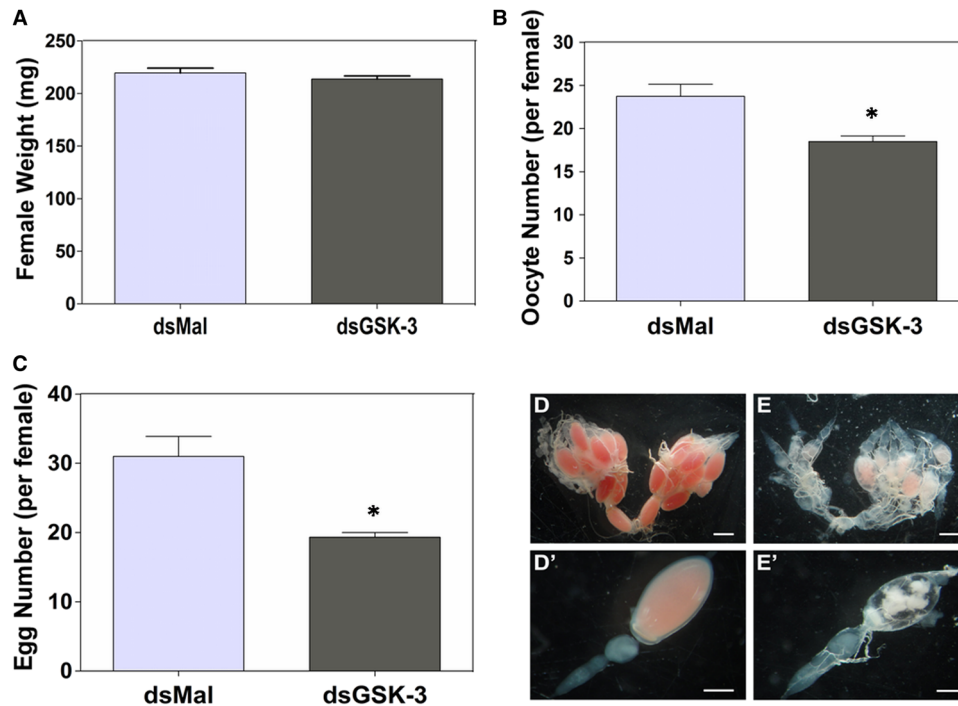 A
Female Weight (mg)
250
200
150
100
50
0
dsMal
dsGSK-3
B
Oocyte Number (per female)
30
25
20
15
10
5
0
*
dsMal
dsGSK-3
C
Egg Number (per female)
40
30
20
10
0
*
dsMal
dsGSK-3
D
E
D'
E'